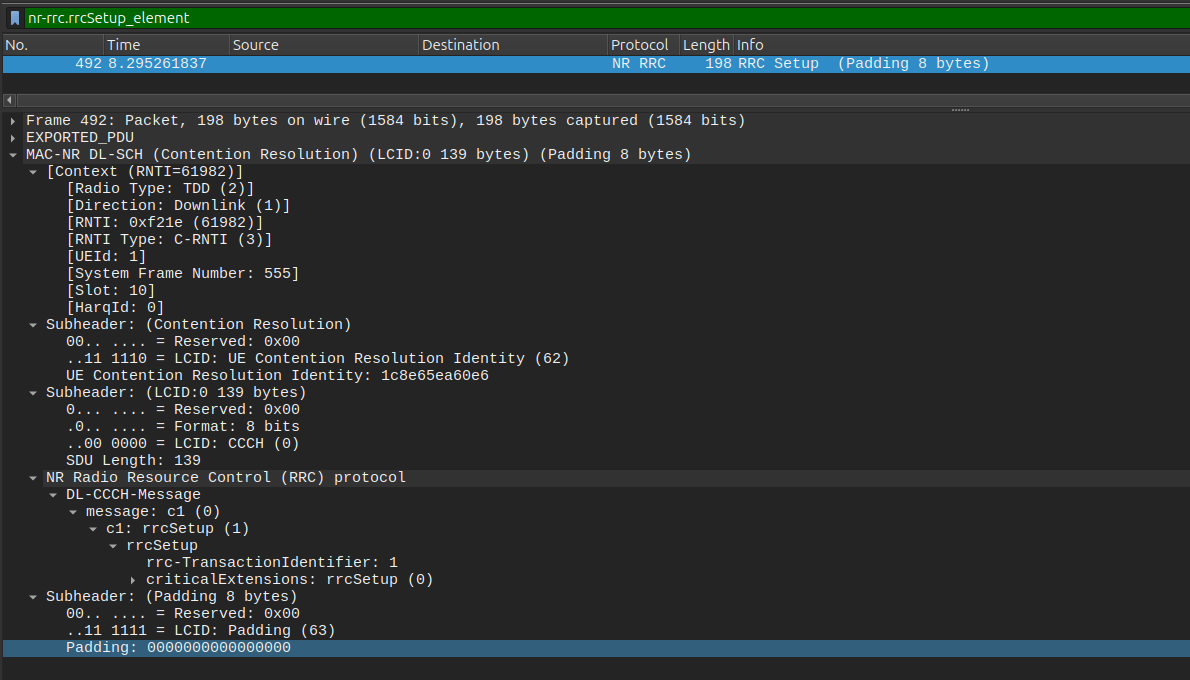 nr-rrc.rrcSetup_element
No. Time Source Destination Protocol Length Info
492 8.295261837 NR RRC 198 RRC Setup (Padding 8 bytes)
Frame 492: Packet, 198 bytes on wire (1584 bits), 198 bytes captured (1584 bits)
EXPORTED_PDU
MAC-NR DL-SCH (Contention Resolution) (LCID:0 139 bytes) (Padding 8 bytes)
[Context (RNTI=61982)]
[Radio Type: TDD (2)]
[Direction: Downlink (1)]
[RNTI: 0xf21e (61982)]
[RNTI Type: C-RNTI (3)]
[UEId: 1]
[System Frame Number: 555]
[Slot: 10]
[HarqId: 0]
Subheader: (Contention Resolution)
00.. .... = Reserved: 0x00
..11 1110 = LCID: UE Contention Resolution Identity (62)
UE Contention Resolution Identity: 1c8e65ea60e6
Subheader: (LCID:0 139 bytes)
0... .... = Reserved: 0x00
.0.. .... = Format: 8 bits
..00 0000 = LCID: CCCH (0)
SDU Length: 139
NR Radio Resource Control (RRC) protocol
DL-CCCH-Message
message: c1 (0)
c1: rrcSetup (1)
rrcSetup
rrc-TransactionIdentifier: 1
criticalExtensions: rrcSetup (0)
Subheader: (Padding 8 bytes)
00.. .... = Reserved: 0x00
..11 1111 = LCID: Padding (63)
Padding: 0000000000000000